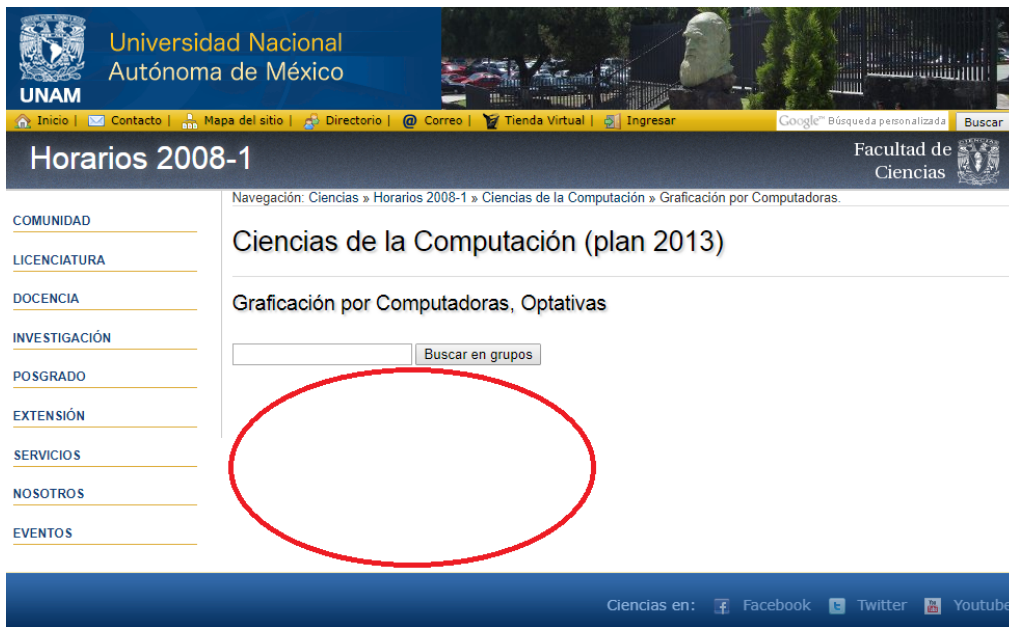 Universidad Nacional
Autónoma de México
UNAM
Inicio | Contacto | Mapa del sitio | Directorio | @ Correo | Tienda Virtual | Ingresar Google™ Búsqueda personalizada Buscar
Horarios 2008-1
Facultad de
Ciencias
Navegación: Ciencias » Horarios 2008-1 » Ciencias de la Computación » Graficación por Computadoras.
COMUNIDAD
LICENCIATURA
DOCENCIA
INVESTIGACIÓN
POSGRADO
EXTENSIÓN
SERVICIOS
NOSOTROS
EVENTOS
Ciencias de la Computación (plan 2013)
Graficación por Computadoras, Optativas
Buscar en grupos
Ciencias en: Facebook Twitter Youtube